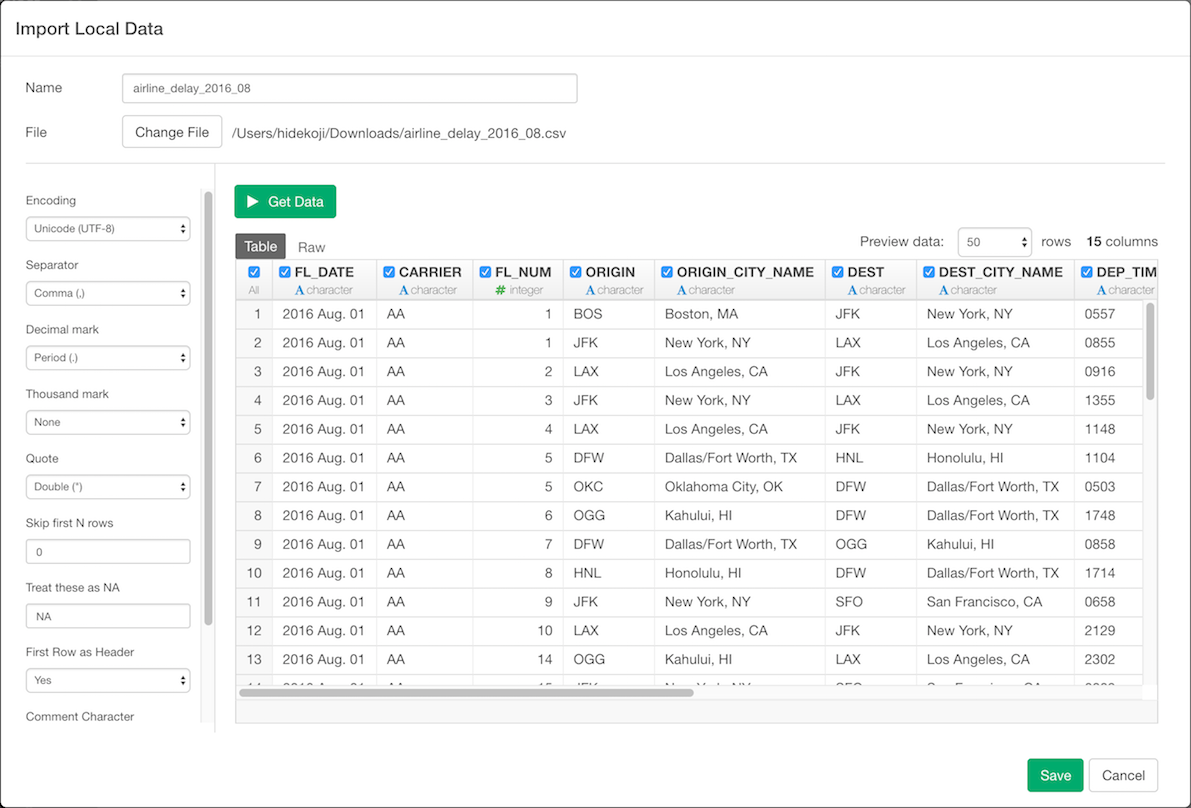 Import Local Data
Name airline_delay_2016_08
File Change File /Users/hidekoji/Downloads/airline_delay_2016_08.csv
Encoding
Unicode (UTF-8)
Separator
Comma (,)
Decimal mark
Period (.)
Thousand mark
None
Quote
Double (")
Skip first N rows
0
Treat these as NA
NA
First Row as Header
Yes
Comment Character
Get Data
Table Raw Preview data: 50 rows 15 columns
FL_DATE CARRIER FL_NUM ORIGIN ORIGIN_CITY_NAME DEST DEST_CITY_NAME DEP_TIM
All A character A character # integer A character A character A character A character A character
1 2016 Aug. 01 AA 1 BOS Boston, MA JFK New York, NY 0557
2 2016 Aug. 01 AA 1 JFK New York, NY LAX Los Angeles, CA 0855
3 2016 Aug. 01 AA 2 LAX Los Angeles, CA JFK New York, NY 0916
4 2016 Aug. 01 AA 3 JFK New York, NY LAX Los Angeles, CA 1355
5 2016 Aug. 01 AA 4 LAX Los Angeles, CA JFK New York, NY 1148
6 2016 Aug. 01 AA 5 DFW Dallas/Fort Worth, TX HNL Honolulu, HI 1104
7 2016 Aug. 01 AA 5 OKC Oklahoma City, OK DFW Dallas/Fort Worth, TX 0503
8 2016 Aug. 01 AA 6 OGG Kahului, HI DFW Dallas/Fort Worth, TX 1748
9 2016 Aug. 01 AA 7 DFW Dallas/Fort Worth, TX OGG Kahului, HI 0858
10 2016 Aug. 01 AA 8 HNL Honolulu, HI DFW Dallas/Fort Worth, TX 1714
11 2016 Aug. 01 AA 9 JFK New York, NY SFO San Francisco, CA 0658
12 2016 Aug. 01 AA 10 LAX Los Angeles, CA JFK New York, NY 2129
13 2016 Aug. 01 AA 14 OGG Kahului, HI LAX Los Angeles, CA 2302
Save Cancel